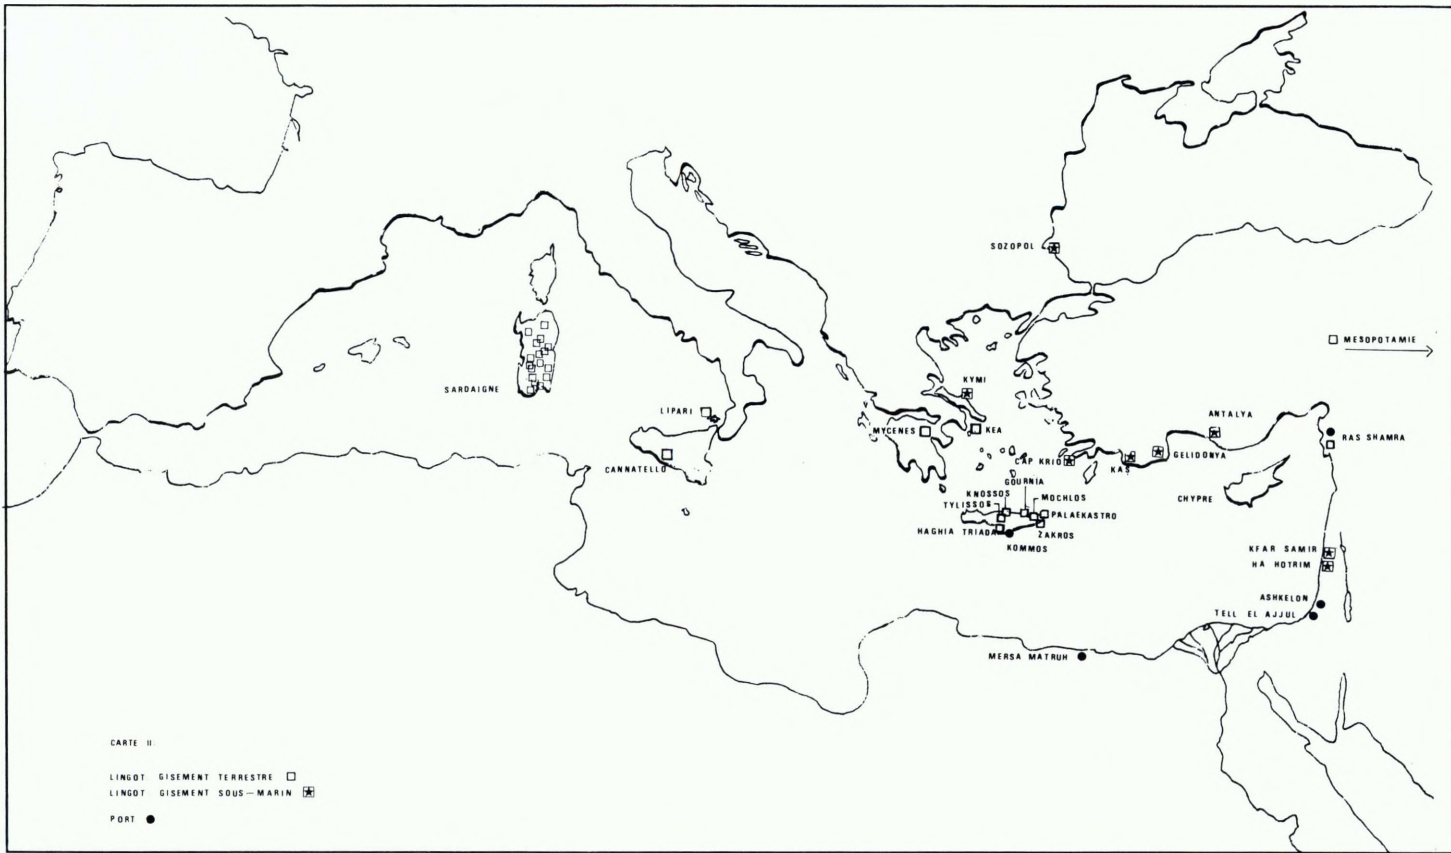 SOZOPOL
MESOPOTAMIE
SARDAIGNE
KYMI
LIPARI
ANTALYA
MYCENES
KEA
RAS SHAMRA
CANNATELLO
CAP KRIO
KAS
GELIDONYA
GOURNIA
CHYPRE
KNOSSOS
MOCHLOS
TYLISSOS
PALAEKASTRO
HAGHIA TRIADA
ZAKROS
KOMMOS
KFAR SAMIR
HA HOTRIM
ASHKELON
TELL EL AJJUL
MERSA MATRUH
CARTE II.
LINGOT GISEMENT TERRESTRE
LINGOT GISEMENT SOUS-MARIN
PORT